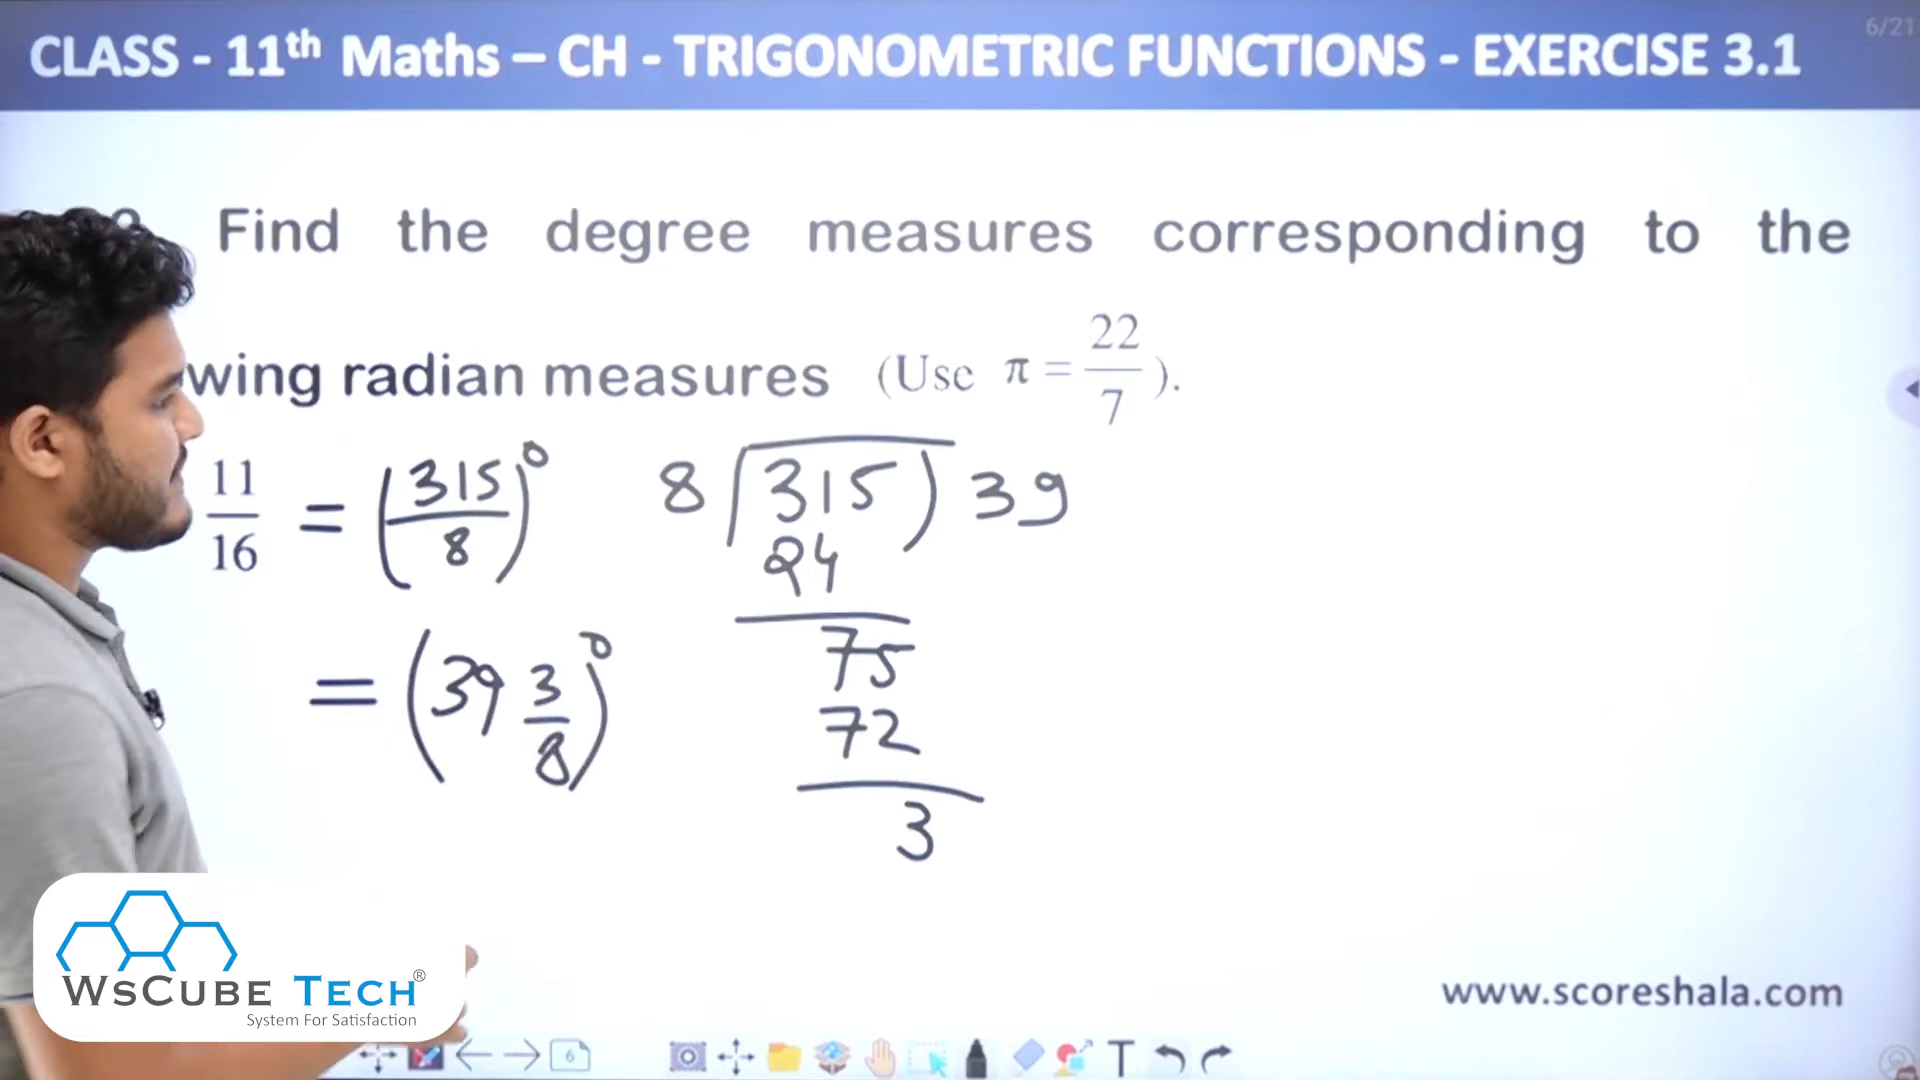 6/21
CLASS - 11th Maths – CH - TRIGONOMETRIC FUNCTIONS - EXERCISE 3.1
Find the degree measures corresponding to the
wing radian measures (Use π = 22/7).
11/16 = (315/8)°
= (39 3/8)°
8 ) 315 ( 39
24
75
72
3
WsCube Tech®
System For Satisfaction
www.scoreshala.com
6
T